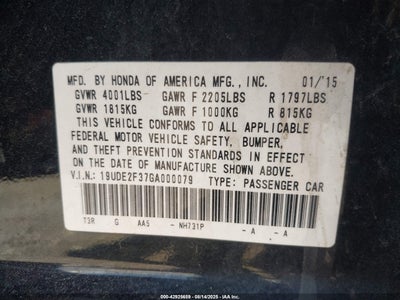 MFD. BY HONDA OF AMERICA MFG., INC. 01/15
GVWR 4001LBS GAWR F 2205LBS R 1797LBS
GVWR 1815KG GAWR F 1000KG R 815KG
THIS VEHICLE CONFORMS TO ALL APPLICABLE
FEDERAL MOTOR VEHICLE SAFETY, BUMPER,
AND THEFT PREVENTION STANDARDS IN EFFECT
ON THE DATE OF MANUFACTURE SHOWN ABOVE.
V.I.N.: 19UDE2F37GA000079 TYPE: PASSENGER CAR
T3R G AA5 - NH731P - A - A
000-42925659 - 08/14/2025 - © IAA, INC.